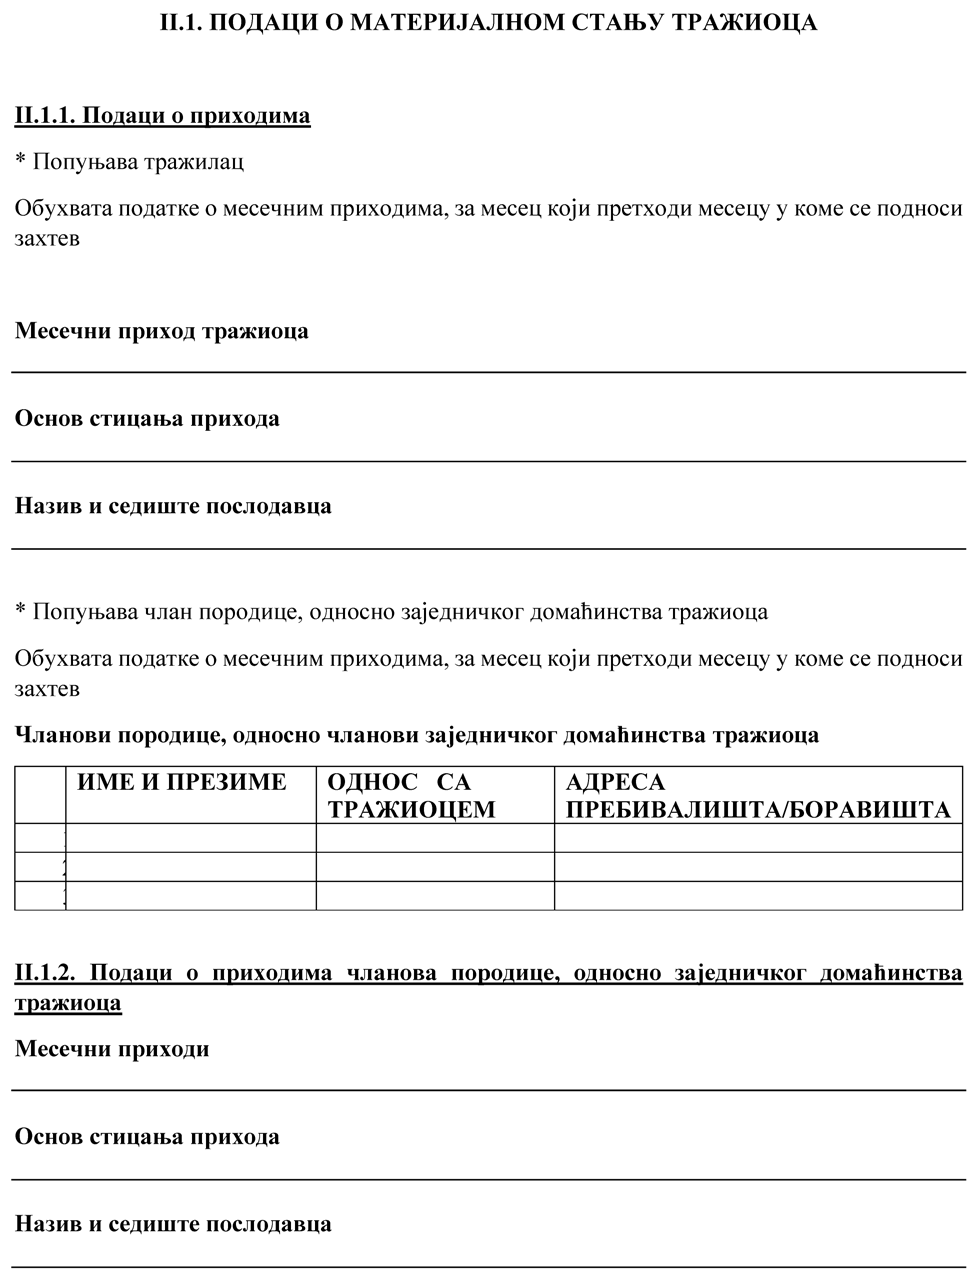 II.1. ПОДАЦИ О МАТЕРИЈАЛНОМ СТАЊУ ТРАЖИОЦА
II.1.1. Подаци о приходима
* Попуњава тражилац
Обухвата податке о месечним приходима, за месец који претходи месецу у коме се подноси
захтев
Месечни приход тражиоца
Основ стицања прихода
Назив и седиште послодавца
* Попуњава члан породице, односно заједничког домаћинства тражиоца
Обухвата податке о месечним приходима, за месец који претходи месецу у коме се подноси
захтев
Чланови породице, односно чланови заједничког домаћинства тражиоца
ИМЕ И ПРЕЗИМЕ
ОДНОС СА
ТРАЖИОЦЕМ
АДРЕСА
ПРЕБИВАЛИШТА/БОРАВИШТА
II.1.2. Подаци о приходима чланова породице, односно заједничког домаћинства
тражиоца
Месечни приходи
Основ стицања прихода
Назив и седиште послодавца